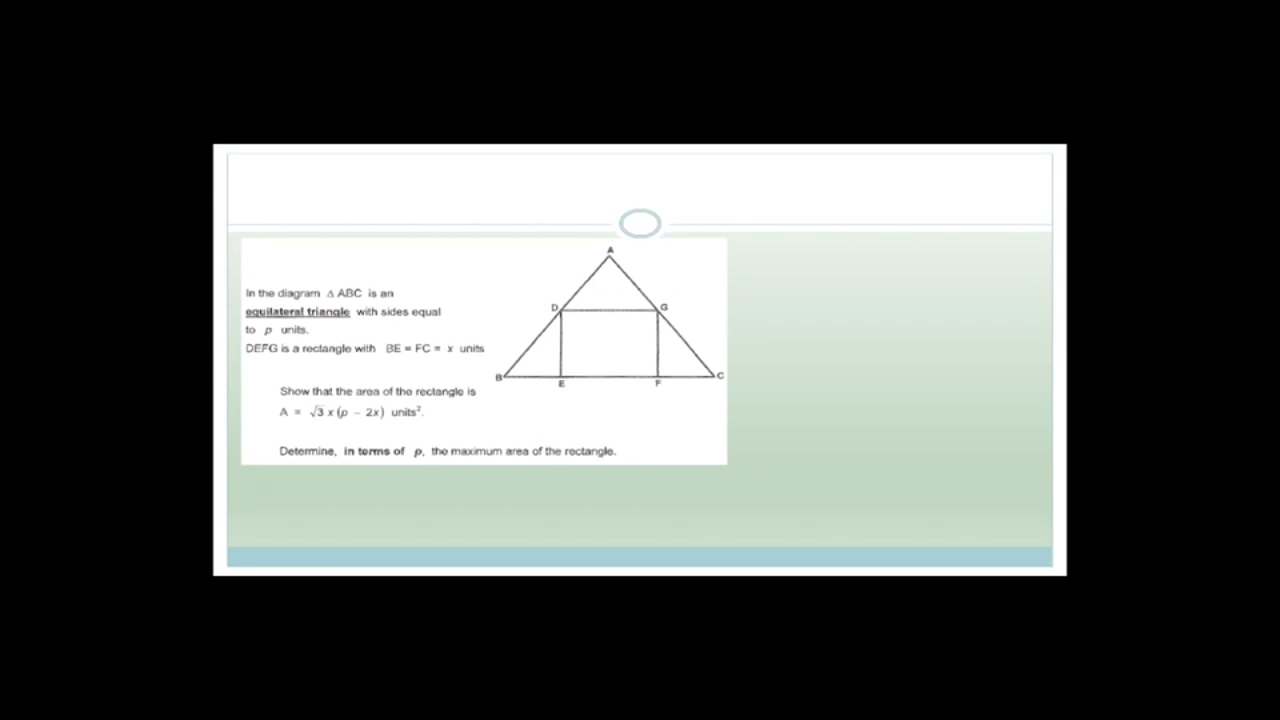 In the diagram Δ ABC is an
equilateral triangle with sides equal
to p units.
DEFG is a rectangle with BE = FC = x units
Show that the area of the rectangle is
A = √3 x (p – 2x) units².
Determine, in terms of p, the maximum area of the rectangle.
A
D
G
B
E
F
C